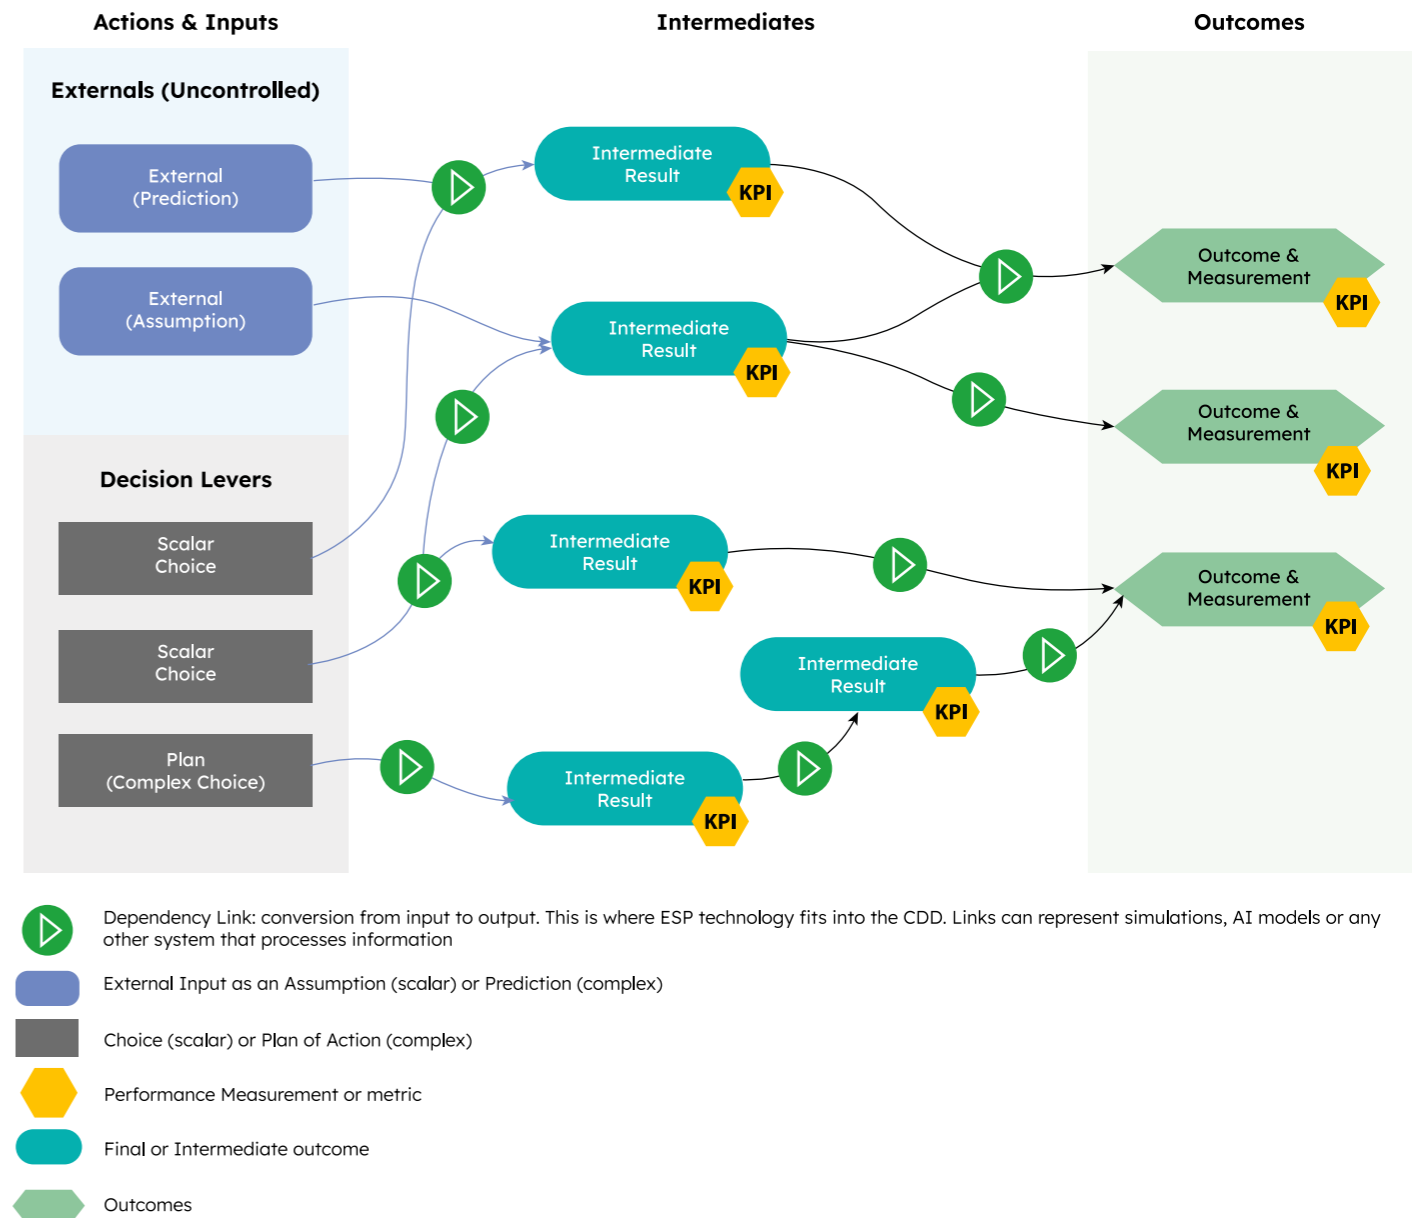 Actions & Inputs
Intermediates
Outcomes
Externals (Uncontrolled)
External
(Prediction)
Intermediate
Result
KPI
Outcome &
Measurement
KPI
External
(Assumption)
Intermediate
Result
KPI
Outcome &
Measurement
KPI
Decision Levers
Scalar
Choice
Intermediate
Result
KPI
Outcome &
Measurement
KPI
Scalar
Choice
Intermediate
Result
KPI
Plan
(Complex Choice)
Intermediate
Result
KPI
Dependency Link: conversion from input to output. This is where ESP technology fits into the CDD. Links can represent simulations, AI models or any
other system that processes information
External Input as an Assumption (scalar) or Prediction (complex)
Choice (scalar) or Plan of Action (complex)
Performance Measurement or metric
Final or Intermediate outcome
Outcomes